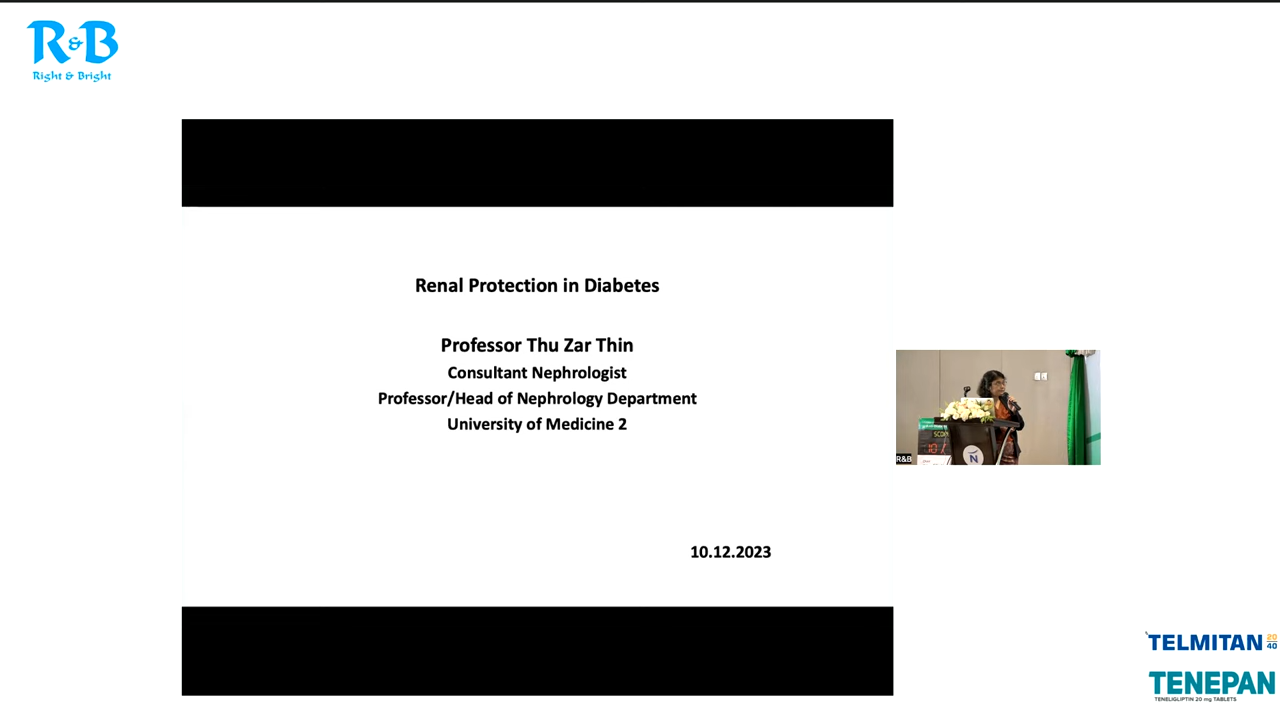 R&B
Right & Bright
Renal Protection in Diabetes
Professor Thu Zar Thin
Consultant Nephrologist
Professor/Head of Nephrology Department
University of Medicine 2
10.12.2023
R&B
N
TELMITAN 20 40
TENEPAN
TENELIGLIPTIN 20 mg TABLETS